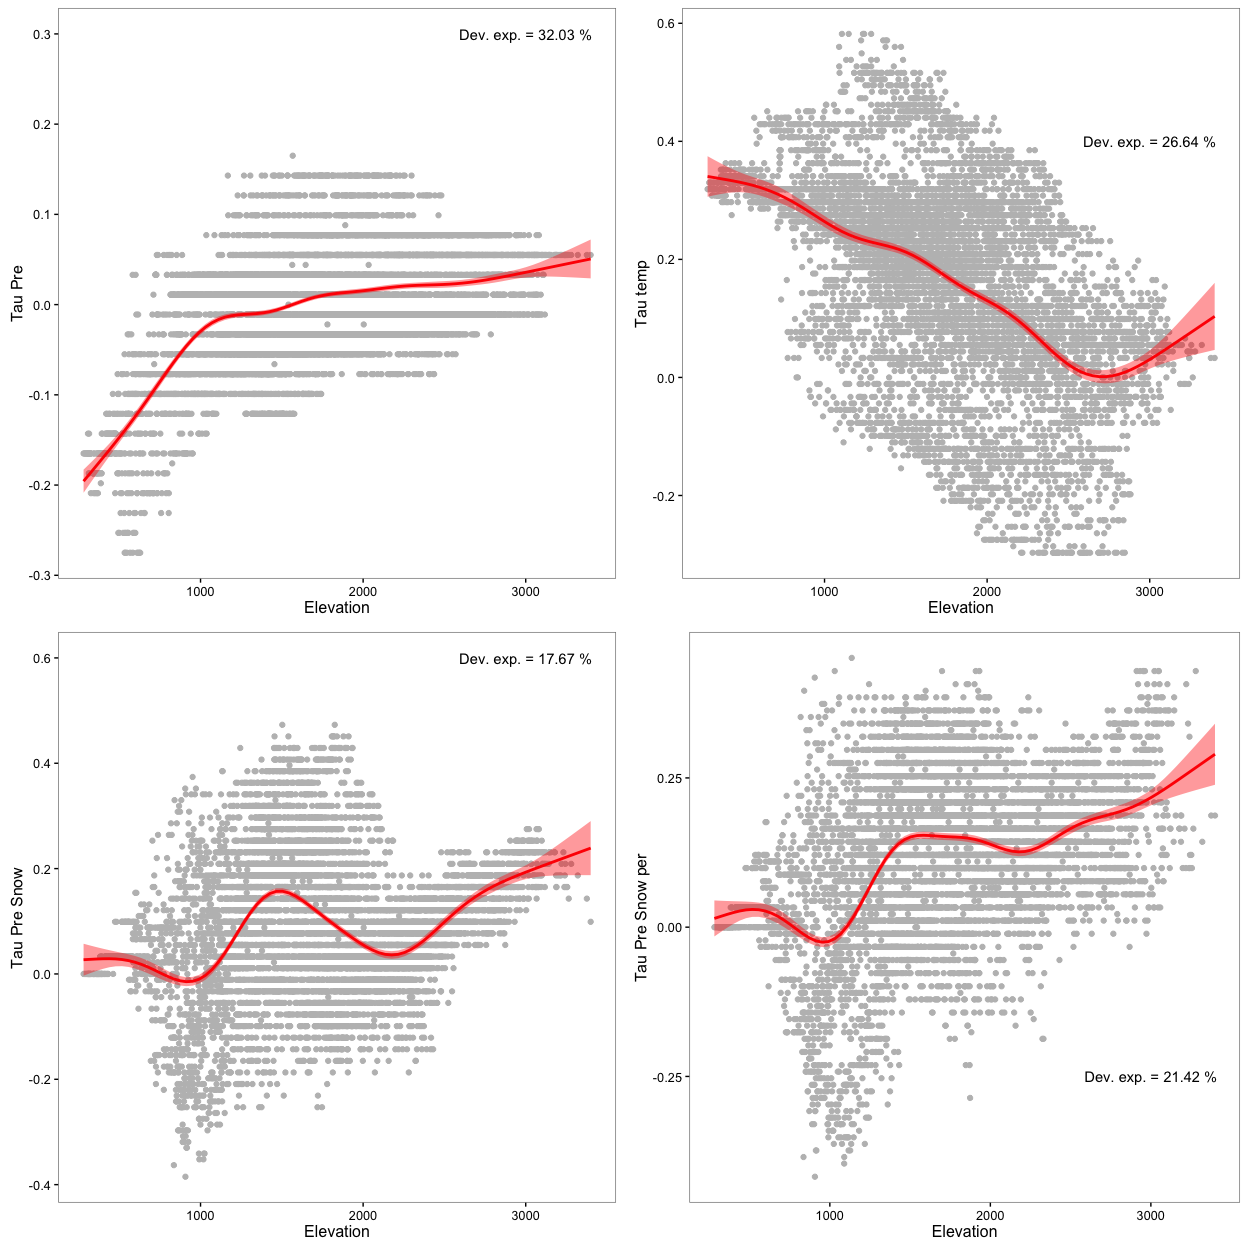 Dev. exp. = 32.03 %
0.3
0.2
0.1
0.0
-0.1
-0.2
-0.3
Tau Pre
1000 2000 3000
Elevation
Dev. exp. = 26.64 %
0.6
0.4
0.2
0.0
-0.2
Tau temp
1000 2000 3000
Elevation
Dev. exp. = 17.67 %
0.6
0.4
0.2
0.0
-0.2
-0.4
Tau Pre Snow
1000 2000 3000
Elevation
0.25
0.00
-0.25
Tau Pre Snow per
Dev. exp. = 21.42 %
1000 2000 3000
Elevation